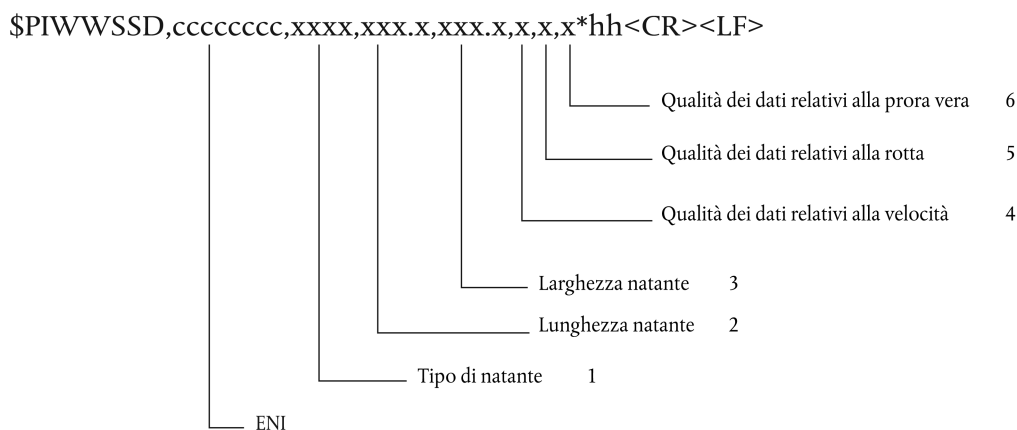 $PIWWSSD,cccccccc,xxxx,xxx.x,xxx.x,x,x,x*hh<CR><LF>
Qualità dei dati relativi alla prora vera 6
Qualità dei dati relativi alla rotta 5
Qualità dei dati relativi alla velocità 4
Larghezza natante 3
Lunghezza natante 2
Tipo di natante 1
ENI